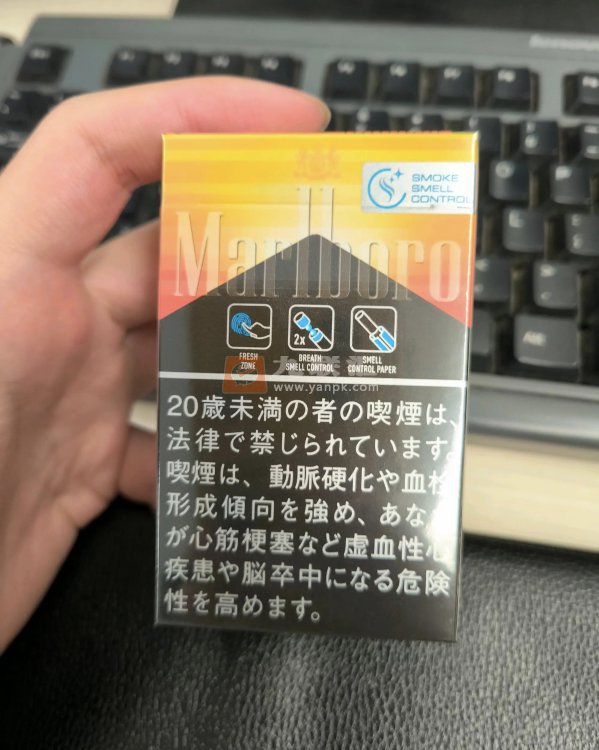 SMOKE
SMELL
CONTROL
Marlboro
2x
FRESH
ZONE
BREATH
SMELL CONTROL
SMELL
CONTROL PAPER
www.yanpk.com
20歳未満の者の喫煙は、
法律で禁じられています。
喫煙は、動脈硬化や血栓
形成傾向を強め、あな
が心筋梗塞など虚血性心
疾患や脳卒中になる危険
性を高めます。